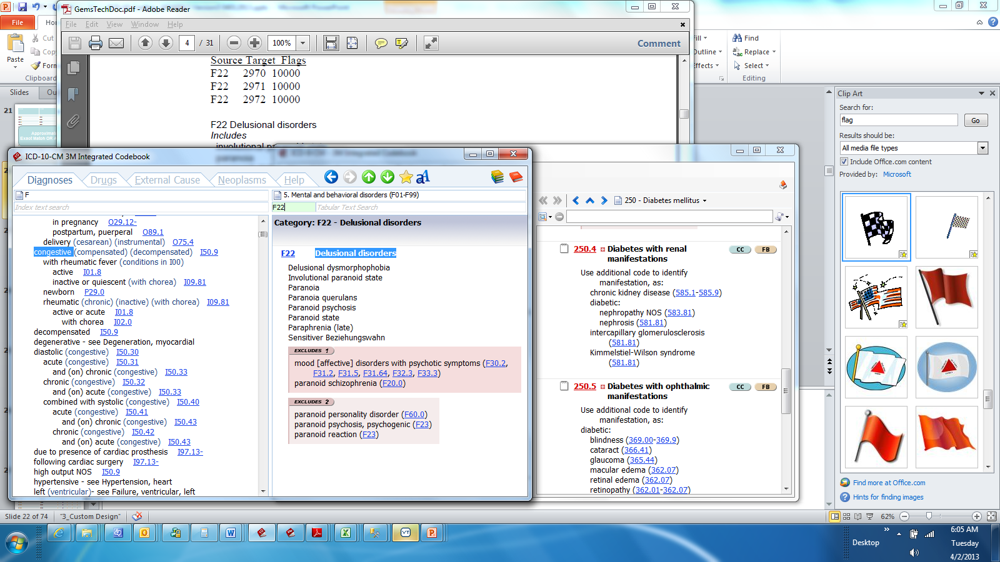 GemsTechDoc.pdf - Adobe Reader
File Edit View Window Help
4 / 31 100% Comment
Source Target Flags
F22 2970 10000
F22 2971 10000
F22 2972 10000
F22 Delusional disorders
Includes
File
Paste
Cut
Clipboard
Slides
21
Find
Replace
Select
Editing
Outline
ICD-10-CM 3M Integrated Codebook
Diagnoses Drugs External Cause Neoplasms Help
F
Index text search
in pregnancy O29.12-
postpartum, puerperal O89.1
delivery (cesarean) (instrumental) O75.4
congestive (compensated) (decompensated) I50.9
with rheumatic fever (conditions in I00)
active I01.8
inactive or quiescent (with chorea) I09.81
newborn P29.0
rheumatic (chronic) (inactive) (with chorea) I09.81
active or acute I01.8
with chorea I02.0
decompensated I50.9
degenerative - see Degeneration, myocardial
diastolic (congestive) I50.30
acute (congestive) I50.31
and (on) chronic (congestive) I50.33
chronic (congestive) I50.32
and (on) acute (congestive) I50.33
combined with systolic (congestive) I50.40
acute (congestive) I50.41
and (on) chronic (congestive) I50.43
chronic (congestive) I50.42
and (on) acute (congestive) I50.43
due to presence of cardiac prosthesis I97.13-
following cardiac surgery I97.13-
high output NOS I50.9
hypertensive - see Hypertension, heart
left (ventricular)- see Failure, ventricular, left
5. Mental and behavioral disorders (F01-F99)
F22 Tabular Text Search
Category: F22 - Delusional disorders
F22 Delusional disorders
Delusional dysmorphophobia
Involutional paranoid state
Paranoia
Paranoia querulans
Paranoid psychosis
Paranoid state
Paraphrenia (late)
Sensitiver Beziehungswahn
EXCLUDES 1
mood [affective] disorders with psychotic symptoms (F30.2,
F31.2, F31.5, F31.64, F32.3, F33.3)
paranoid schizophrenia (F20.0)
EXCLUDES 2
paranoid personality disorder (F60.0)
paranoid psychosis, psychogenic (F23)
paranoid reaction (F23)
250 - Diabetes mellitus
250.4 Diabetes with renal CC FB
manifestations
Use additional code to identify
manifestation, as:
chronic kidney disease (585.1-585.9)
diabetic:
nephropathy NOS (583.81)
nephrosis (581.81)
intercapillary glomerulosclerosis
(581.81)
Kimmelstiel-Wilson syndrome
(581.81)
250.5 Diabetes with ophthalmic CC FB
manifestations
Use additional code to identify
manifestation, as:
diabetic:
blindness (369.00-369.9)
cataract (366.41)
glaucoma (365.44)
macular edema (362.07)
retinal edema (362.07)
retinopathy (362.01-362.07)
Clip Art
Search for:
flag Go
Results should be:
All media file types
Include Office.com content
Provided by: Microsoft
Find more at Office.com
Hints for finding images
Slide 22 of 74 "3_Custom Design" 62%
Desktop
6:05 AM
Tuesday
4/2/2013